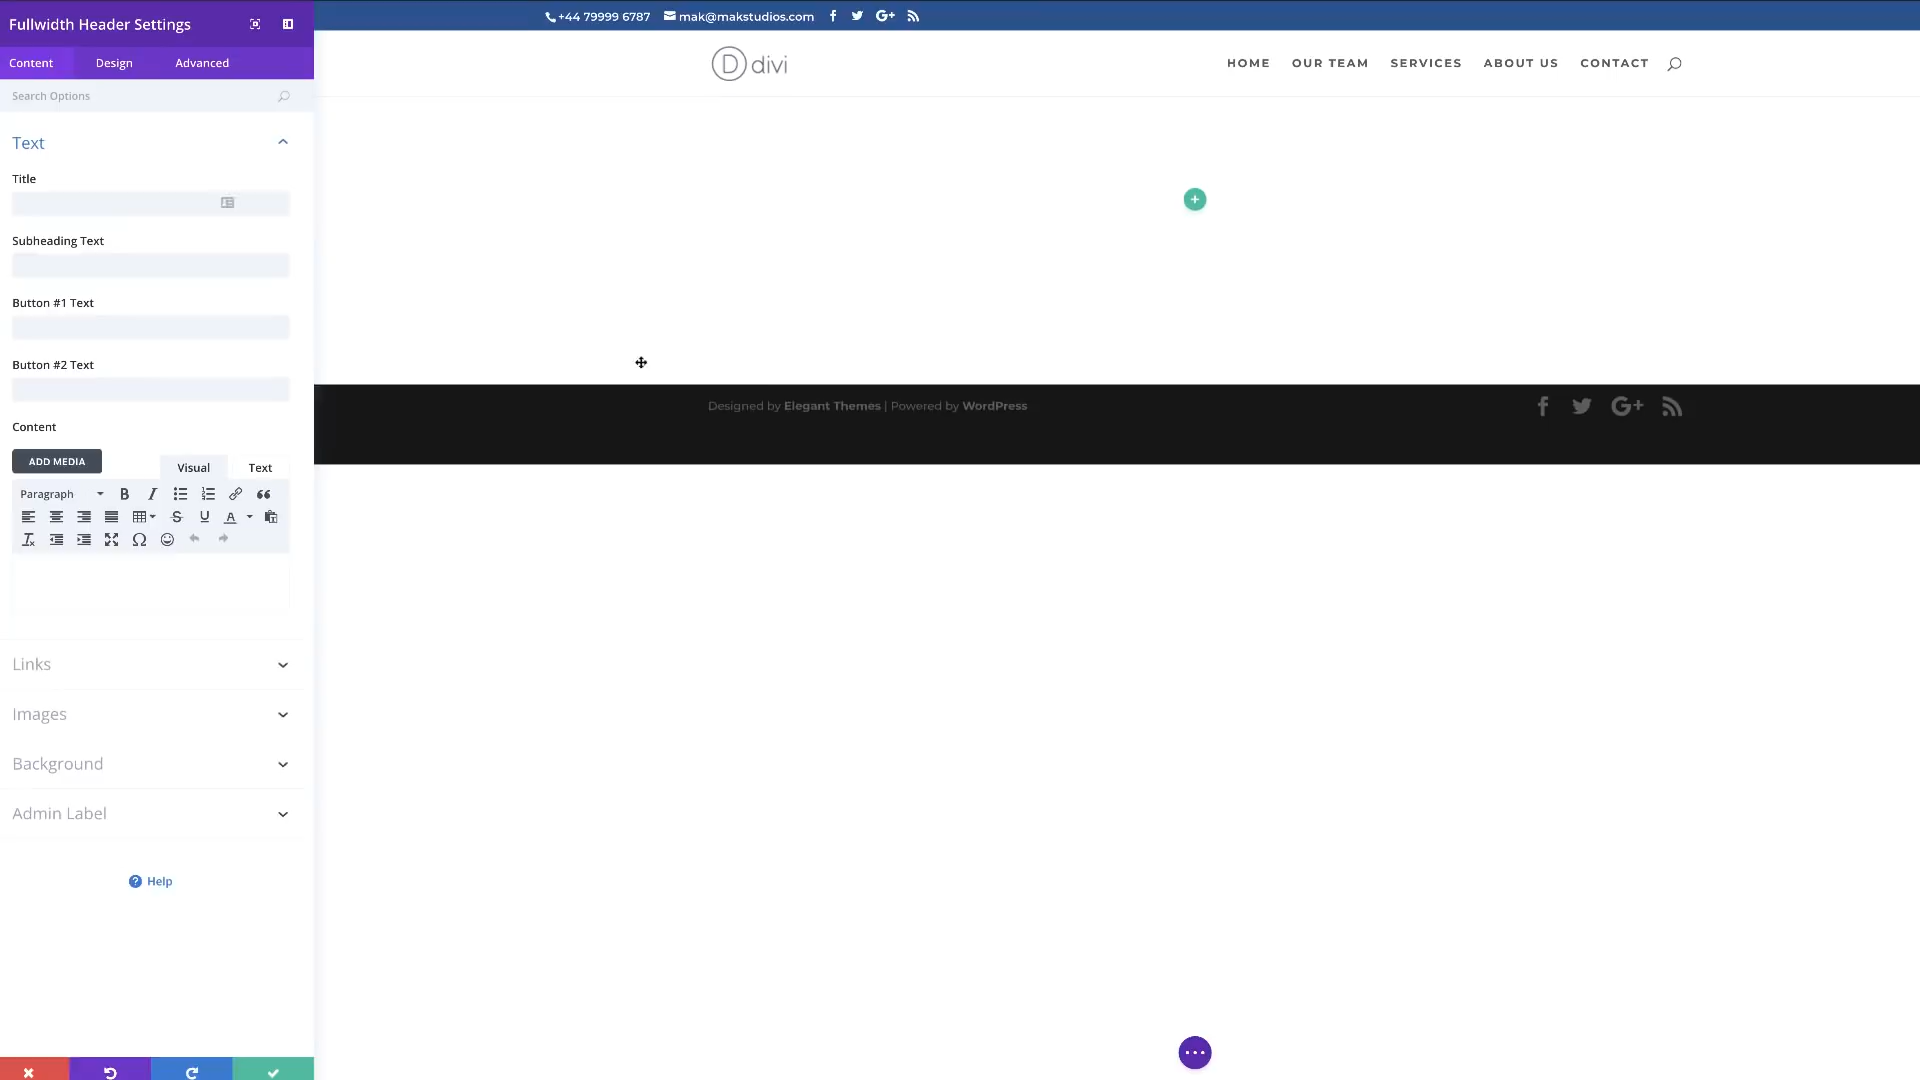 Fullwidth Header Settings
Content Design Advanced
Search Options
Text
Title
Subheading Text
Button #1 Text
Button #2 Text
Content
ADD MEDIA
Visual Text
Paragraph
Links
Images
Background
Admin Label
Help
+44 79999 6787 mak@makstudios.com
divi
HOME OUR TEAM SERVICES ABOUT US CONTACT
Designed by Elegant Themes | Powered by WordPress